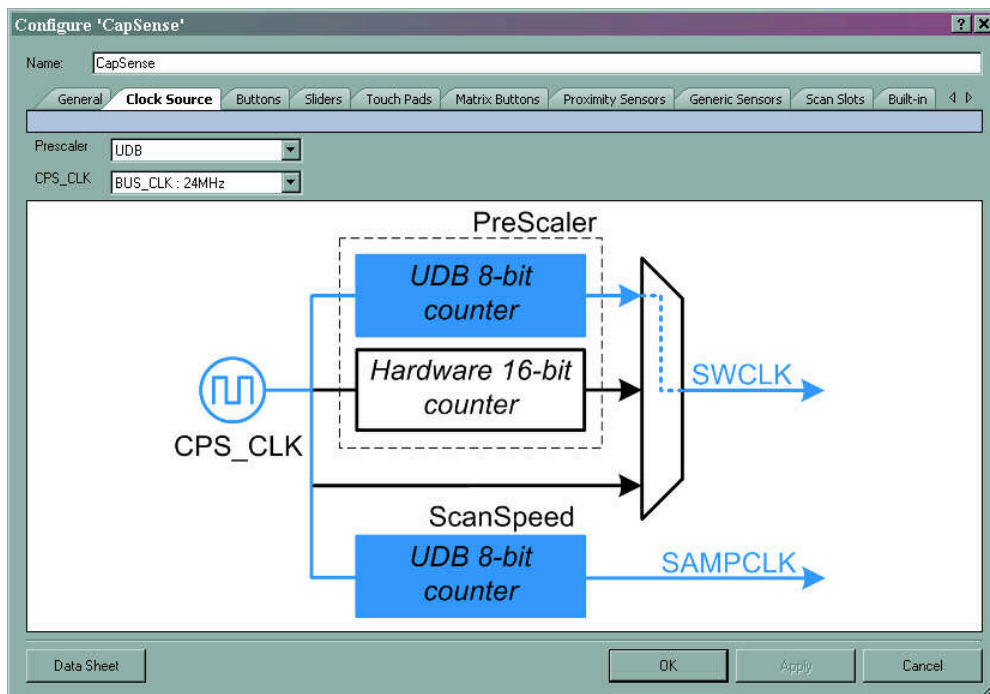 Configure 'CapSense'
Name: CapSense
General Clock Source Buttons Sliders Touch Pads Matrix Buttons Proximity Sensors Generic Sensors Scan Slots Built-in
Prescaler UDB
CPS_CLK BUS_CLK : 24MHz
PreScaler
UDB 8-bit
counter
Hardware 16-bit
counter
SWCLK
CPS_CLK
ScanSpeed
UDB 8-bit
counter
SAMPCLK
Data Sheet OK Apply Cancel